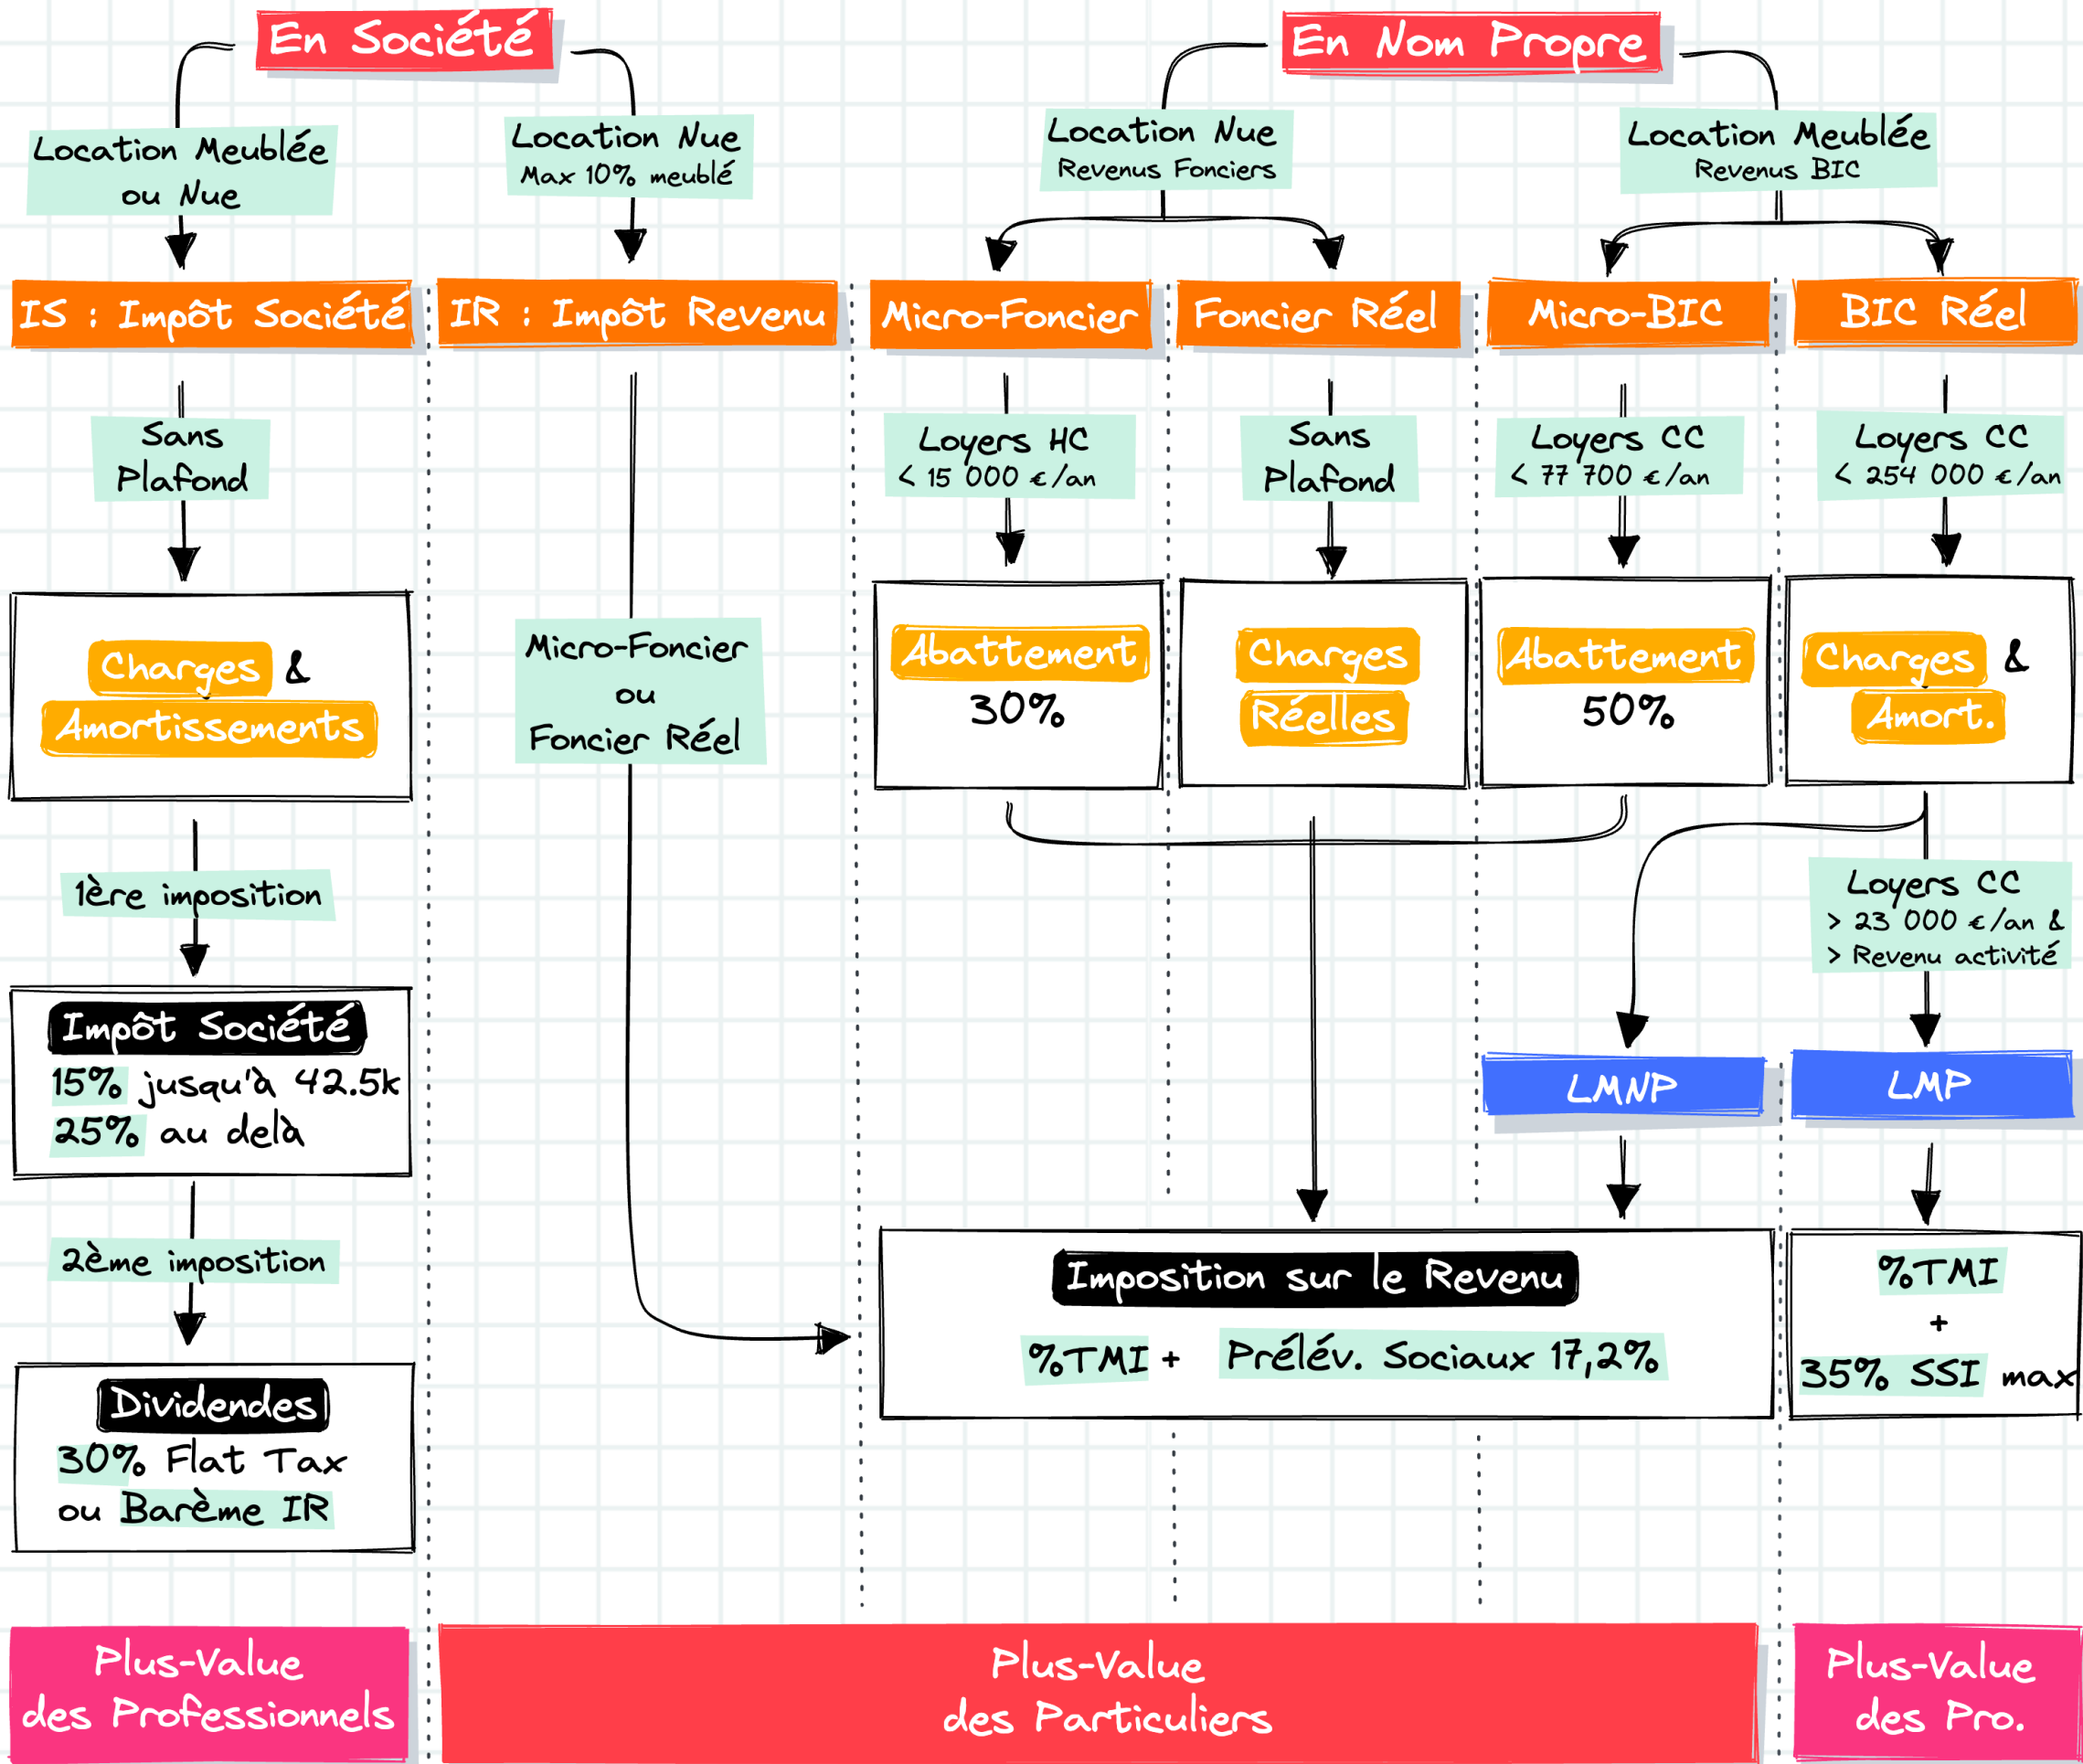 En Société
En Nom Propre
Location Meublée
ou Nue
Location Nue
Max 10% meublé
Location Nue
Revenus Fonciers
Location Meublée
Revenus BIC
IS : Impôt Société
IR : Impôt Revenu
Micro-Foncier
Foncier Réel
Micro-BIC
BIC Réel
Sans
Plafond
Loyers HC
< 15 000 €/an
Sans
Plafond
Loyers CC
< 77 700 €/an
Loyers CC
< 254 000 €/an
Charges &
Amortissements
Micro-Foncier
ou
Foncier Réel
Abattement
30%
Charges
Réelles
Abattement
50%
Charges &
Amort.
1ère imposition
Loyers CC
> 23 000 €/an &
> Revenu activité
Impôt Société
15% jusqu'à 42.5k
25% au delà
LMNP
LMP
2ème imposition
Imposition sur le Revenu
%TMI + Prélév. Sociaux 17,2%
%TMI
+
35% SSI max
Dividendes
30% Flat Tax
ou Barème IR
Plus-Value
des Professionnels
Plus-Value
des Particuliers
Plus-Value
des Pro.